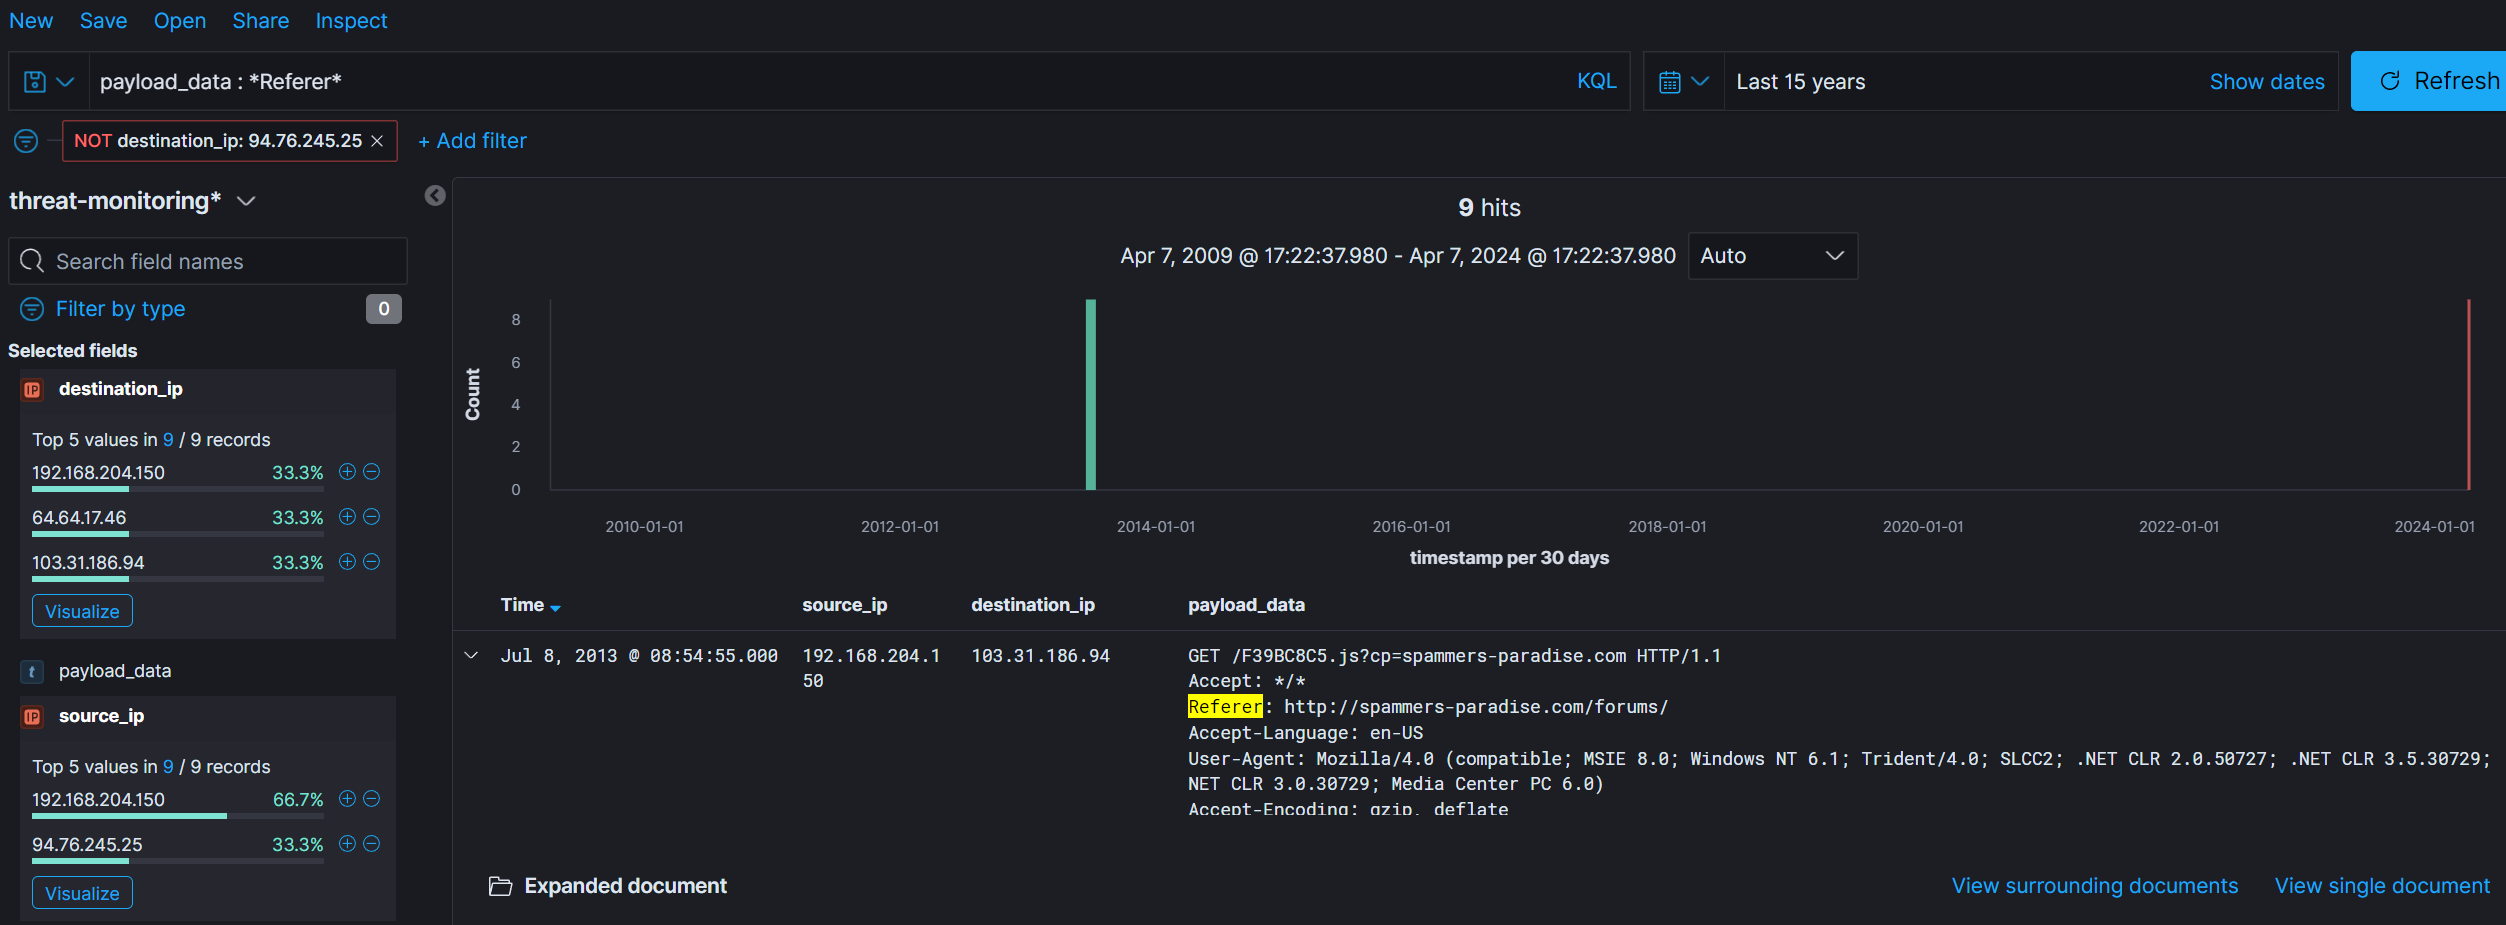 New Save Open Share Inspect
payload_data : *Referer* KQL Last 15 years Show dates Refresh
NOT destination_ip: 94.76.245.25 × + Add filter
threat-monitoring*
Search field names
Filter by type 0
Selected fields
destination_ip
Top 5 values in 9 / 9 records
192.168.204.150 33.3%
64.64.17.46 33.3%
103.31.186.94 33.3%
Visualize
t payload_data
source_ip
Top 5 values in 9 / 9 records
192.168.204.150 66.7%
94.76.245.25 33.3%
Visualize
9 hits
Apr 7, 2009 @ 17:22:37.980 - Apr 7, 2024 @ 17:22:37.980 Auto
Count
8
6
4
2
0
2010-01-01 2012-01-01 2014-01-01 2016-01-01 2018-01-01 2020-01-01 2022-01-01 2024-01-01
timestamp per 30 days
Time source_ip destination_ip payload_data
Jul 8, 2013 @ 08:54:55.000 192.168.204.1 103.31.186.94 GET /F39BC8C5.js?cp=spammers-paradise.com HTTP/1.1
50 Accept: */*
Referer: http://spammers-paradise.com/forums/
Accept-Language: en-US
User-Agent: Mozilla/4.0 (compatible; MSIE 8.0; Windows NT 6.1; Trident/4.0; SLCC2; .NET CLR 2.0.50727; .NET CLR 3.5.30729;
NET CLR 3.0.30729; Media Center PC 6.0)
Accept-Encoding: gzip, deflate
Expanded document View surrounding documents View single document